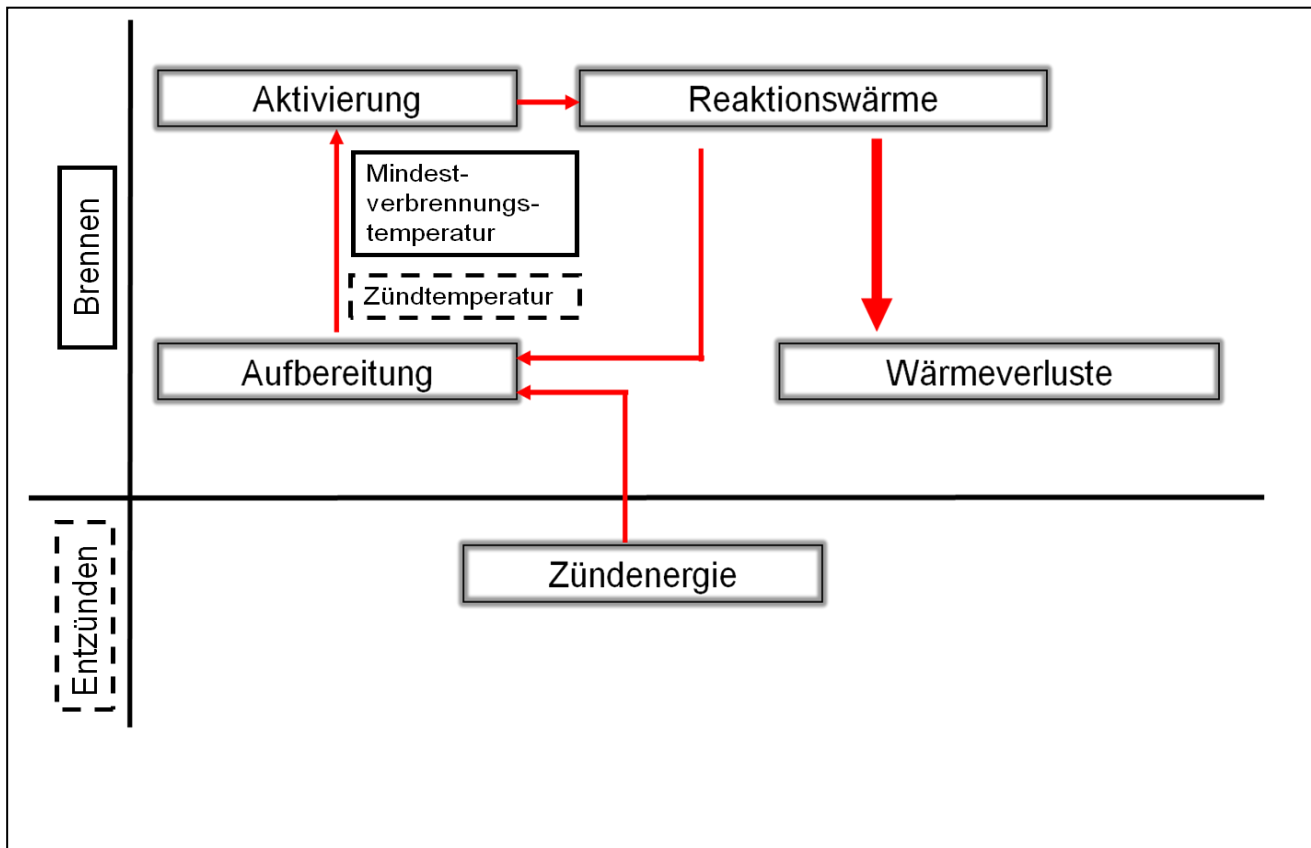 Aktivierung
Reaktionswärme
Mindest-
verbrennungs-
temperatur
Brennen
Zündtemperatur
Aufbereitung
Wärmeverluste
Zündenergie
Entzünden